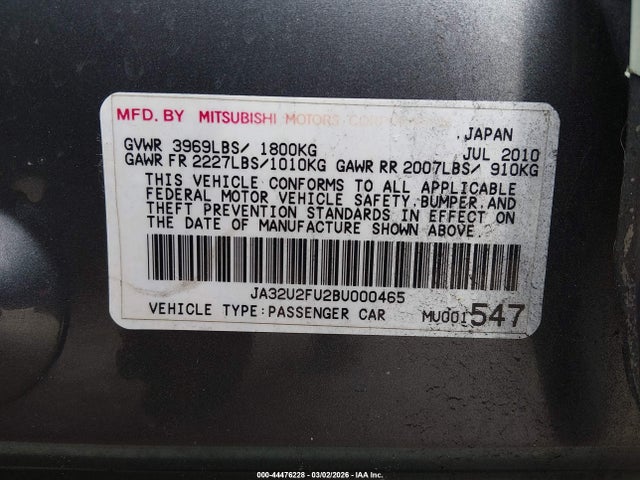 MFD. BY MITSUBISHI MOTORS CORPORATION
.JAPAN
GVWR 3969LBS/ 1800KG JUL 2010
GAWR FR 2227LBS/1010KG GAWR RR 2007LBS/ 910KG
THIS VEHICLE CONFORMS TO ALL APPLICABLE
FEDERAL MOTOR VEHICLE SAFETY.BUMPER.AND
THEFT PREVENTION STANDARDS IN EFFECT ON
THE DATE OF MANUFACTURE SHOWN ABOVE.
JA32U2FU2BU000465
VEHICLE TYPE:PASSENGER CAR MU001547
000-44476228 - 03/02/2026 - IAA Inc.